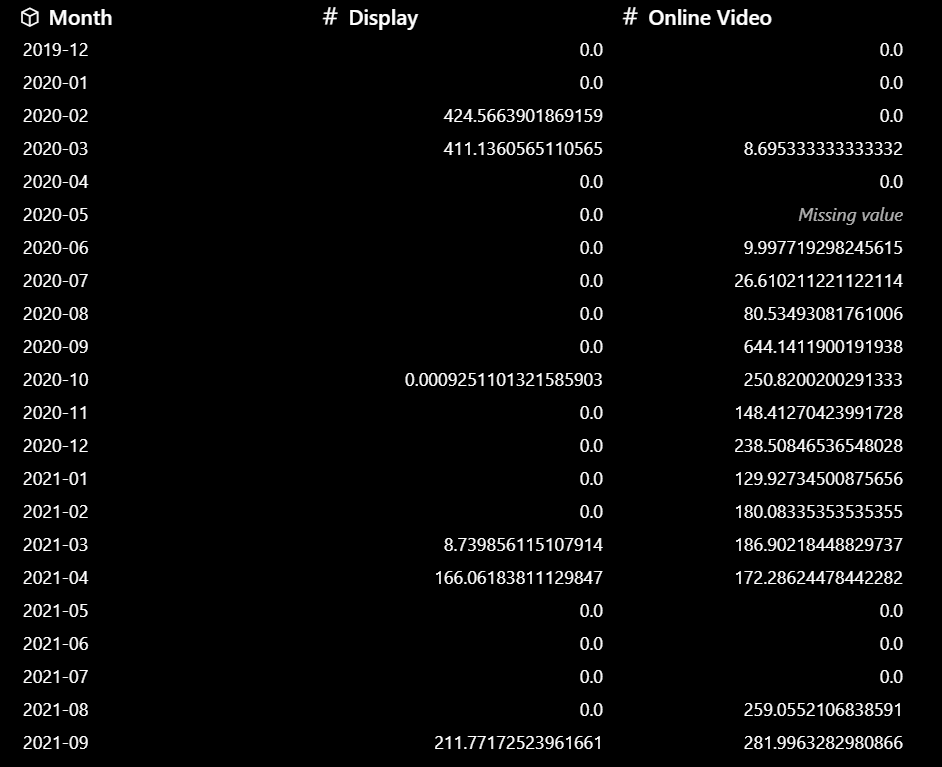 Month # Display # Online Video
2019-12 0.0 0.0
2020-01 0.0 0.0
2020-02 424.5663901869159 0.0
2020-03 411.1360565110565 8.695333333333332
2020-04 0.0 0.0
2020-05 0.0 Missing value
2020-06 0.0 9.997719298245615
2020-07 0.0 26.610211221122114
2020-08 0.0 80.53493081761006
2020-09 0.0 644.1411900191938
2020-10 0.0009251101321585903 250.8200200291333
2020-11 0.0 148.41270423991728
2020-12 0.0 238.50846536548028
2021-01 0.0 129.92734500875656
2021-02 0.0 180.08335353535355
2021-03 8.739856115107914 186.90218448829737
2021-04 166.06183811129847 172.28624478442282
2021-05 0.0 0.0
2021-06 0.0 0.0
2021-07 0.0 0.0
2021-08 0.0 259.0552106838591
2021-09 211.77172523961661 281.9963282980866